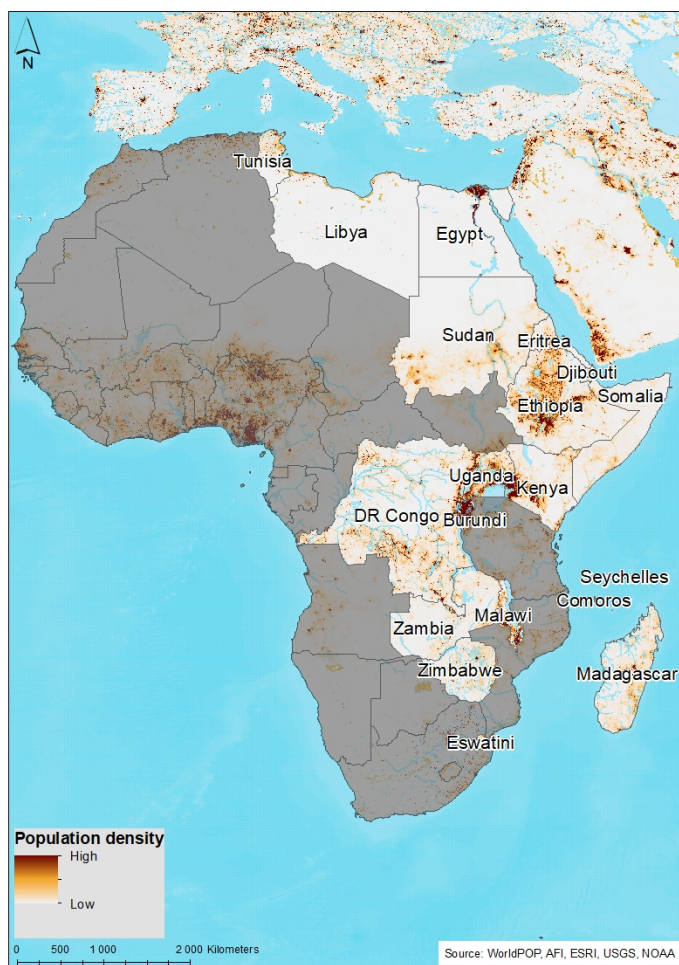 N
Tunisia
Libya
Egypt
Sudan
Eritrea
Djibouti
Somalia
Ethiopia
Uganda
Kenya
DR Congo
Burundi
Seychelles
Comoros
Malawi
Zambia
Zimbabwe
Madagascar
Eswatini
Population density
High
Low
0 500 1 000 2 000 Kilometers
Source: WorldPOP, AFI, ESRI, USGS, NOAA